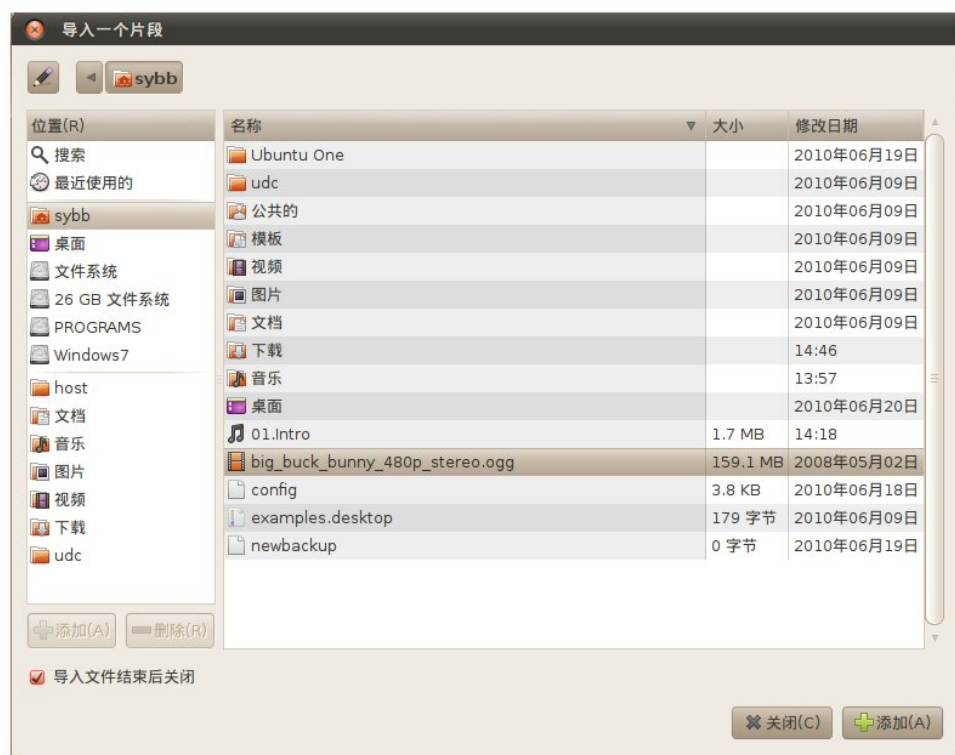 导入一个片段
sybb
位置(R)
搜索
最近使用的
sybb
桌面
文件系统
26 GB 文件系统
PROGRAMS
Windows7
host
文档
音乐
图片
视频
下载
udc
名称 大小 修改日期
Ubuntu One 2010年06月19日
udc 2010年06月09日
公共的 2010年06月09日
模板 2010年06月09日
视频 2010年06月09日
图片 2010年06月09日
文档 2010年06月09日
下载 14:46
音乐 13:57
桌面 2010年06月20日
01.Intro 1.7 MB 14:18
big_buck_bunny_480p_stereo.ogg 159.1 MB 2008年05月02日
config 3.8 KB 2010年06月18日
examples.desktop 179 字节 2010年06月09日
newbackup 0 字节 2010年06月19日
添加(A) 删除(R)
导入文件结束后关闭
关闭(C) 添加(A)